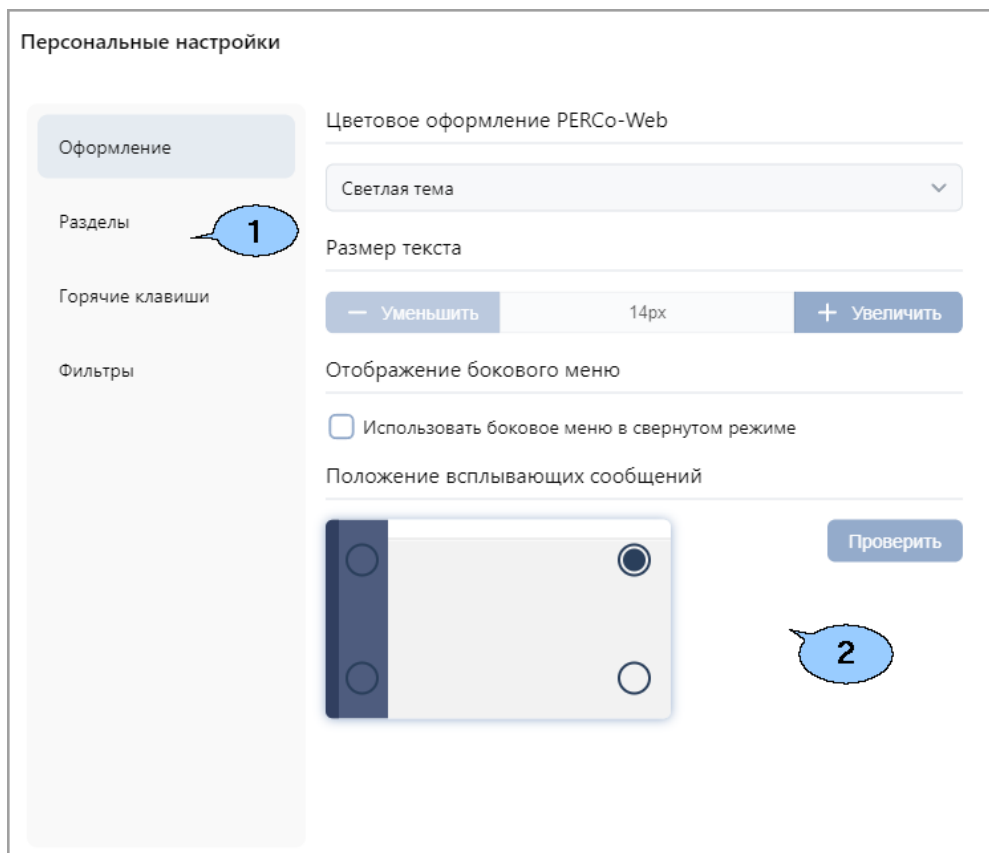 Персональные настройки
Оформление
Разделы
1
Горячие клавиши
Фильтры
Цветовое оформление PERCo-Web
Светлая тема
Размер текста
— Уменьшить 14px + Увеличить
Отображение бокового меню
Использовать боковое меню в свернутом режиме
Положение всплывающих сообщений
Проверить
2